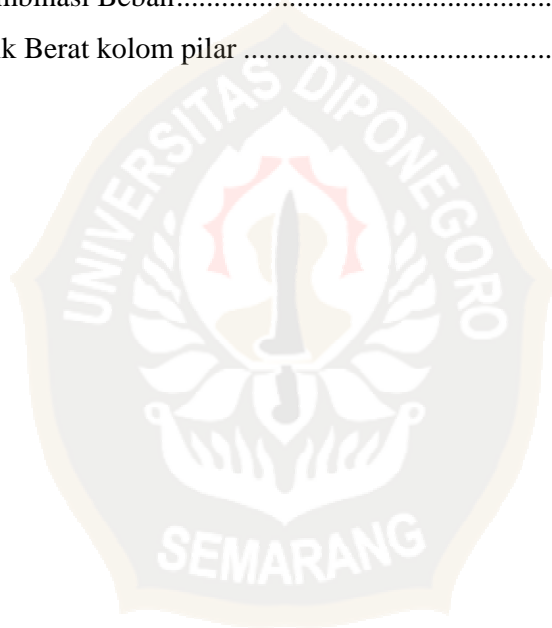 mbinasi Beban........................................................
k Berat kolom pilar .............................................
UNIVERSITAS DIPONEGORO
SEMARANG